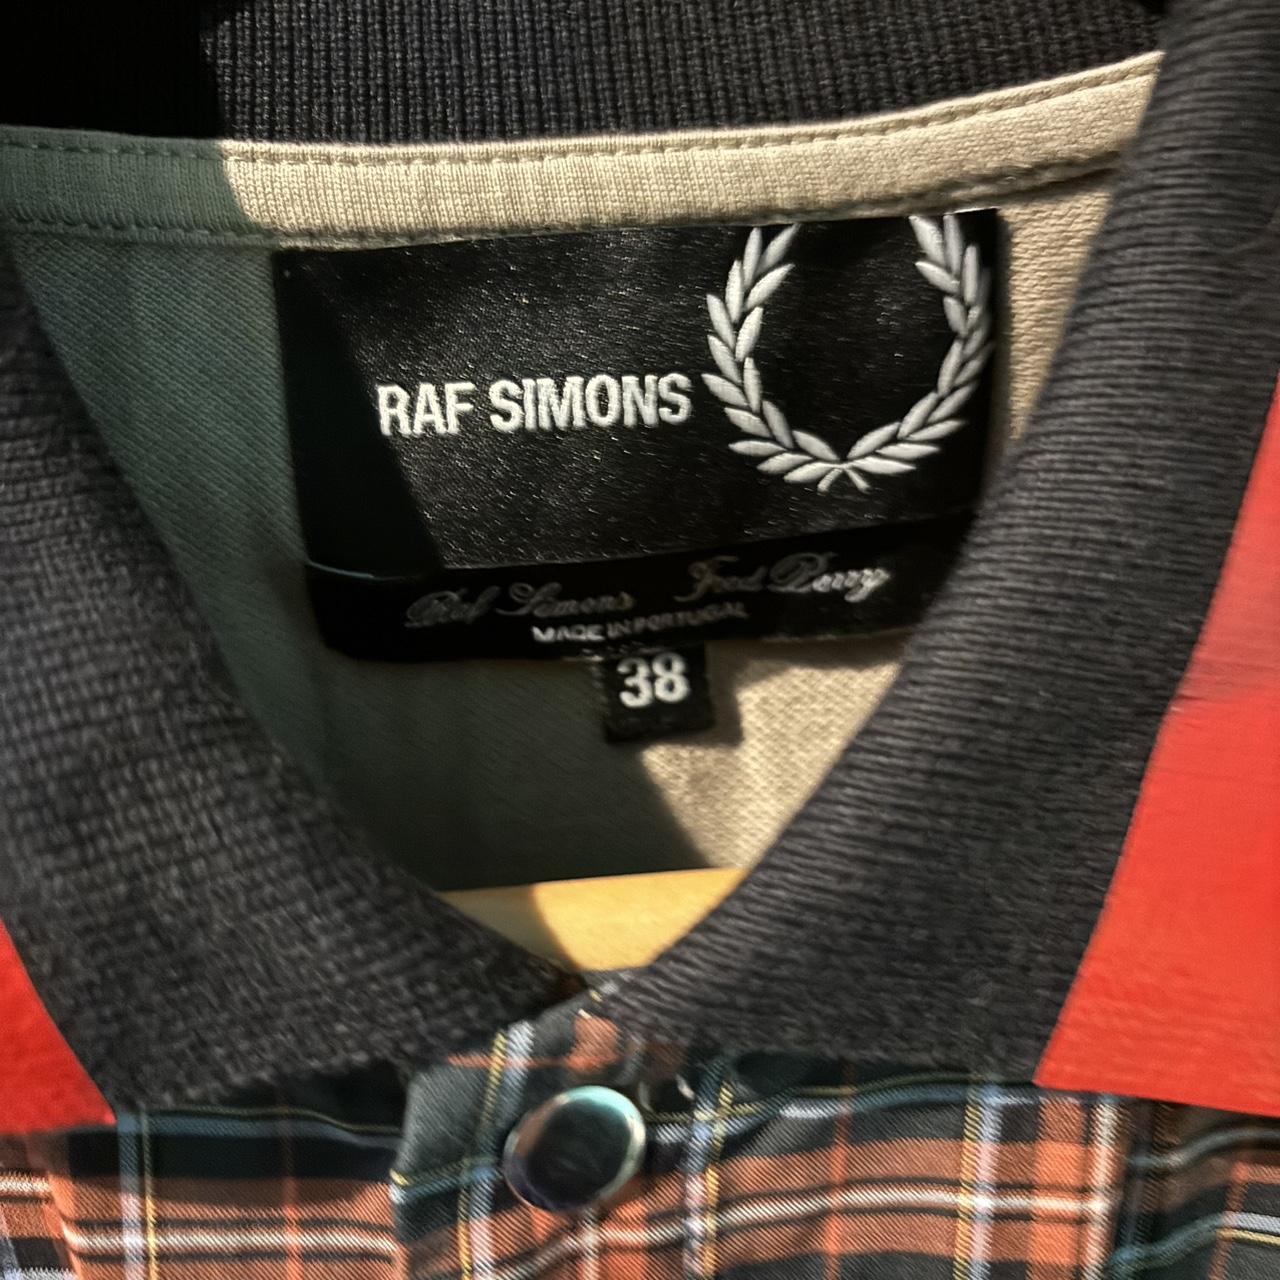 RAF SIMONS
Raf Simons Fred Perry
MADE IN PORTUGAL
38